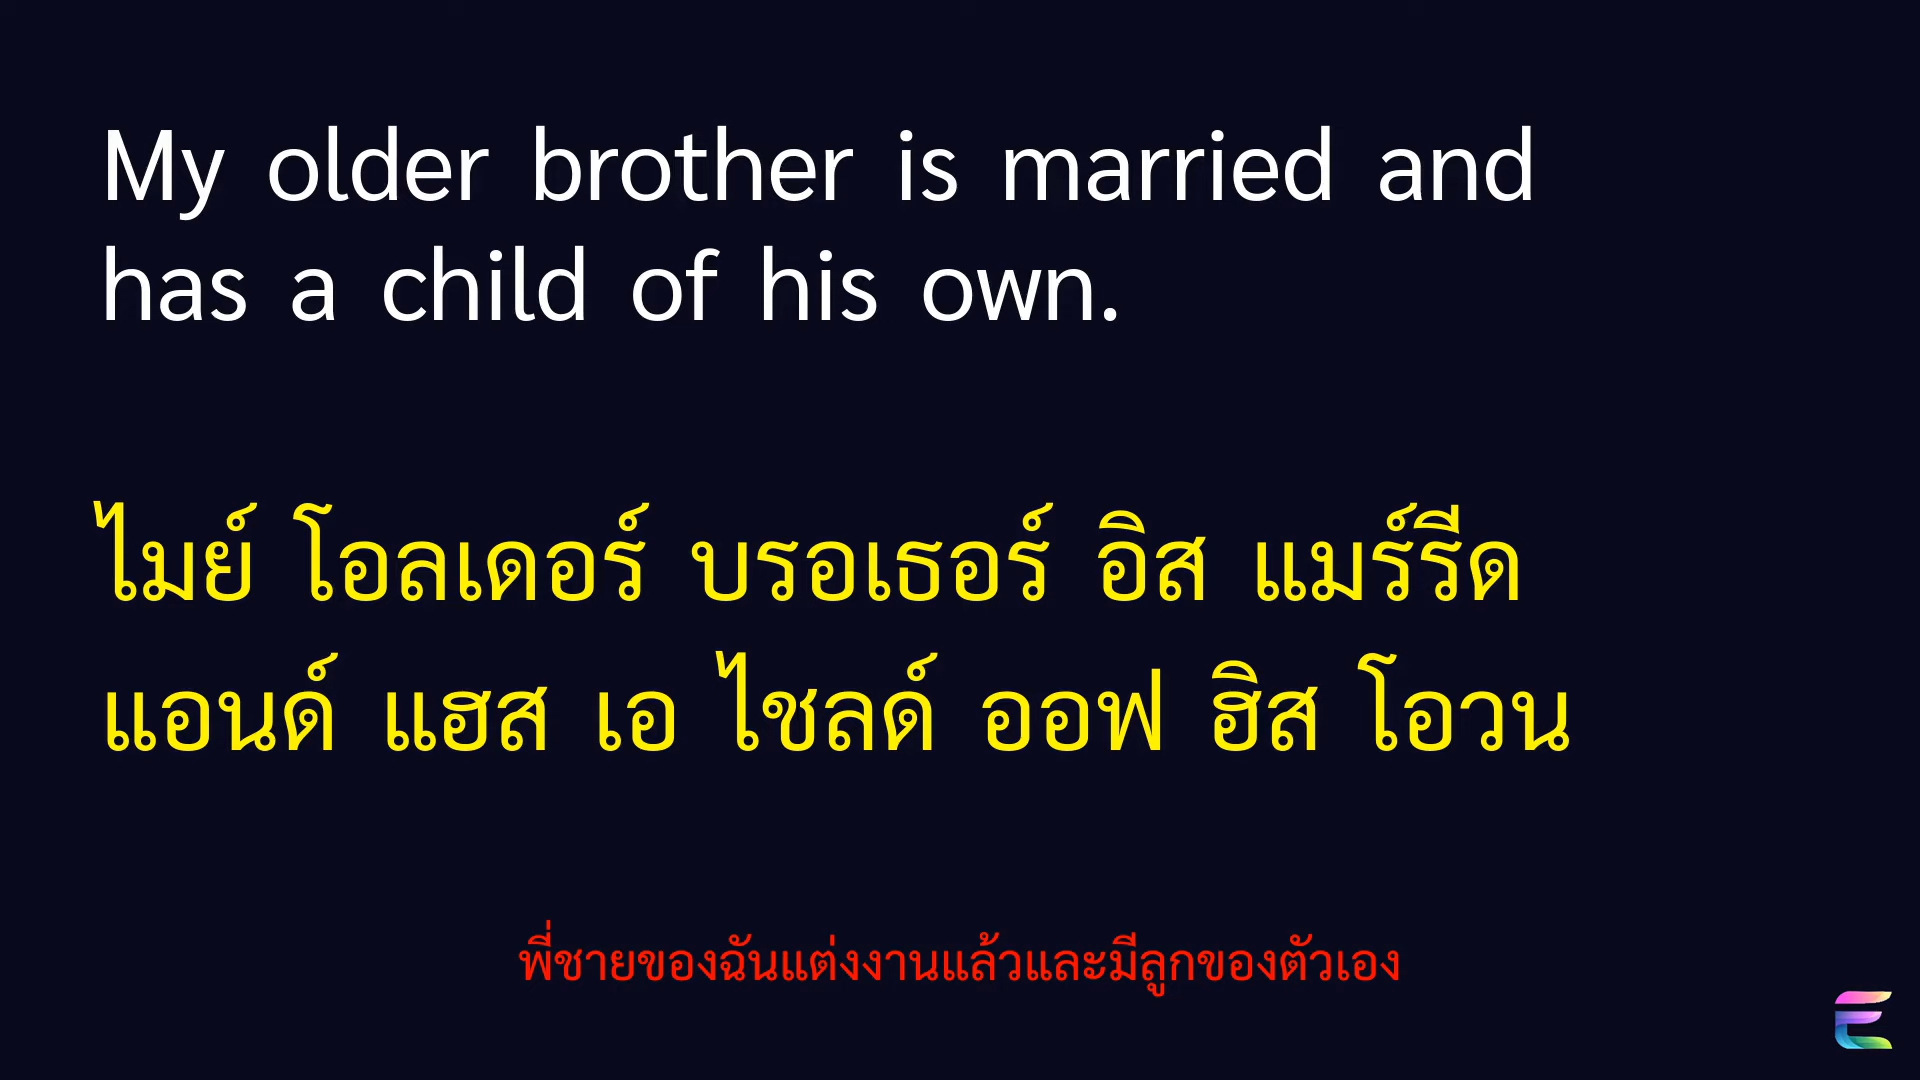 My older brother is married and
has a child of his own.
ไมย์ โอลเดอร์ บรอเธอร์ อิส แมร์รีด
แอนด์ แฮส เอ ไชลด์ ออฟ ฮิส โอวน
พี่ชายของฉันแต่งงานแล้วและมีลูกของตัวเอง